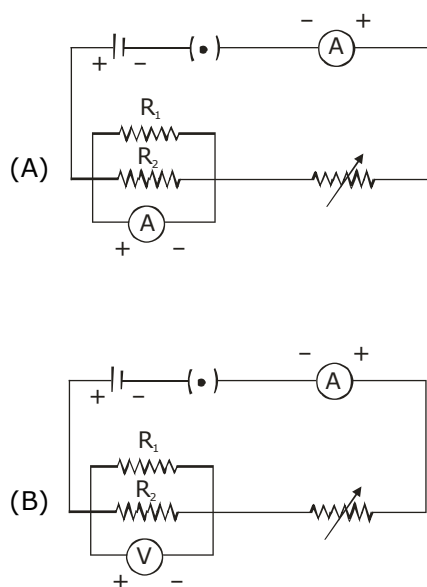 − A +
+ −
R₁
(A)
R₂
A
+ −
− A +
+ −
R₁
(B)
R₂
V
+ −